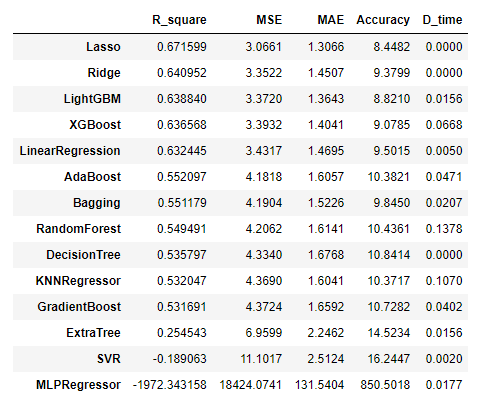 R_square MSE MAE Accuracy D_time
Lasso 0.671599 3.0661 1.3066 8.4482 0.0000
Ridge 0.640952 3.3522 1.4507 9.3799 0.0000
LightGBM 0.638840 3.3720 1.3643 8.8210 0.0156
XGBoost 0.636568 3.3932 1.4041 9.0785 0.0668
LinearRegression 0.632445 3.4317 1.4695 9.5015 0.0050
AdaBoost 0.552097 4.1818 1.6057 10.3821 0.0471
Bagging 0.551179 4.1904 1.5226 9.8450 0.0207
RandomForest 0.549491 4.2062 1.6141 10.4361 0.1378
DecisionTree 0.535797 4.3340 1.6768 10.8414 0.0000
KNNRegressor 0.532047 4.3690 1.6041 10.3717 0.1070
GradientBoost 0.531691 4.3724 1.6592 10.7282 0.0402
ExtraTree 0.254543 6.9599 2.2462 14.5234 0.0156
SVR -0.189063 11.1017 2.5124 16.2447 0.0020
MLPRegressor -1972.343158 18424.0741 131.5404 850.5018 0.0177